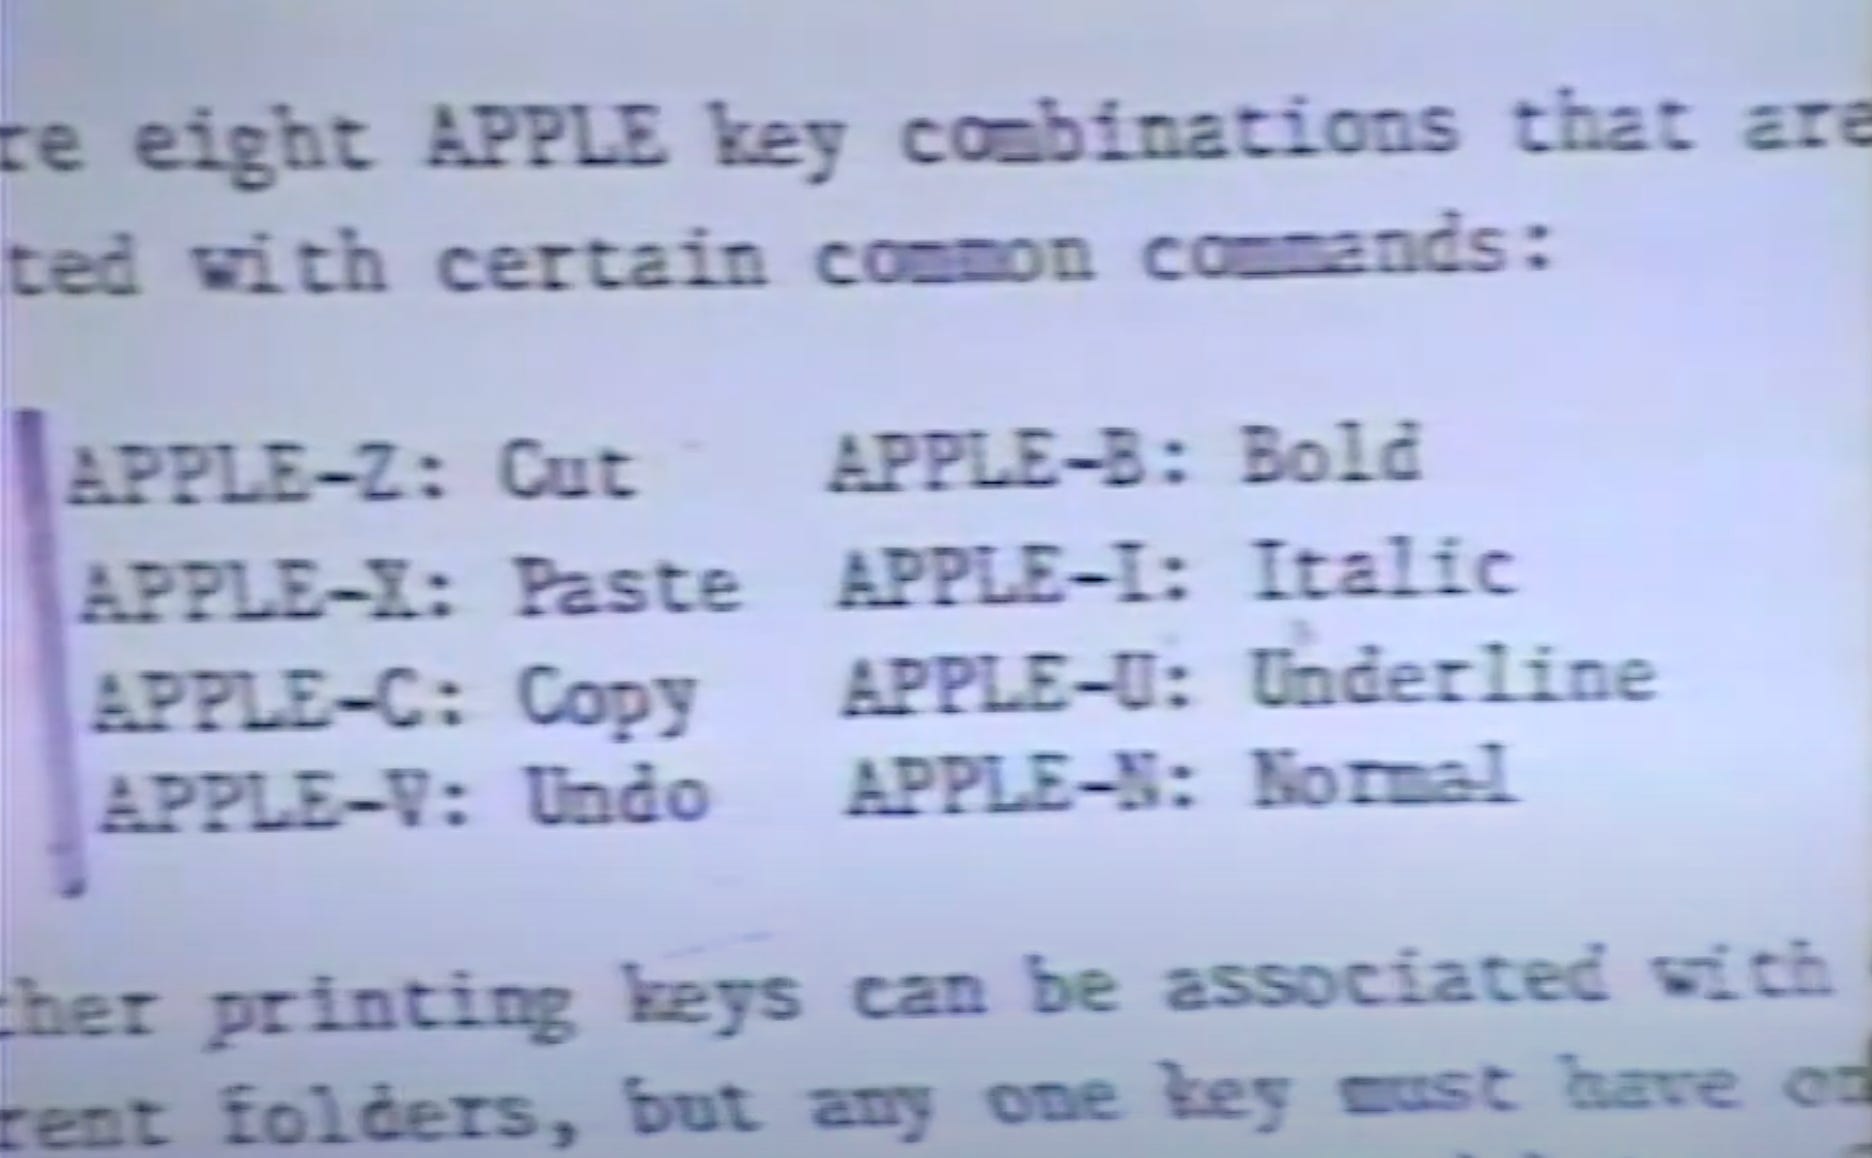 re eight APPLE key combinations that are
ted with certain common commands:
APPLE-Z: Cut APPLE-B: Bold
APPLE-X: Paste APPLE-I: Italic
APPLE-C: Copy APPLE-U: Underline
APPLE-V: Undo APPLE-N: Normal
ther printing keys can be associated with
rent folders, but any one key must have on